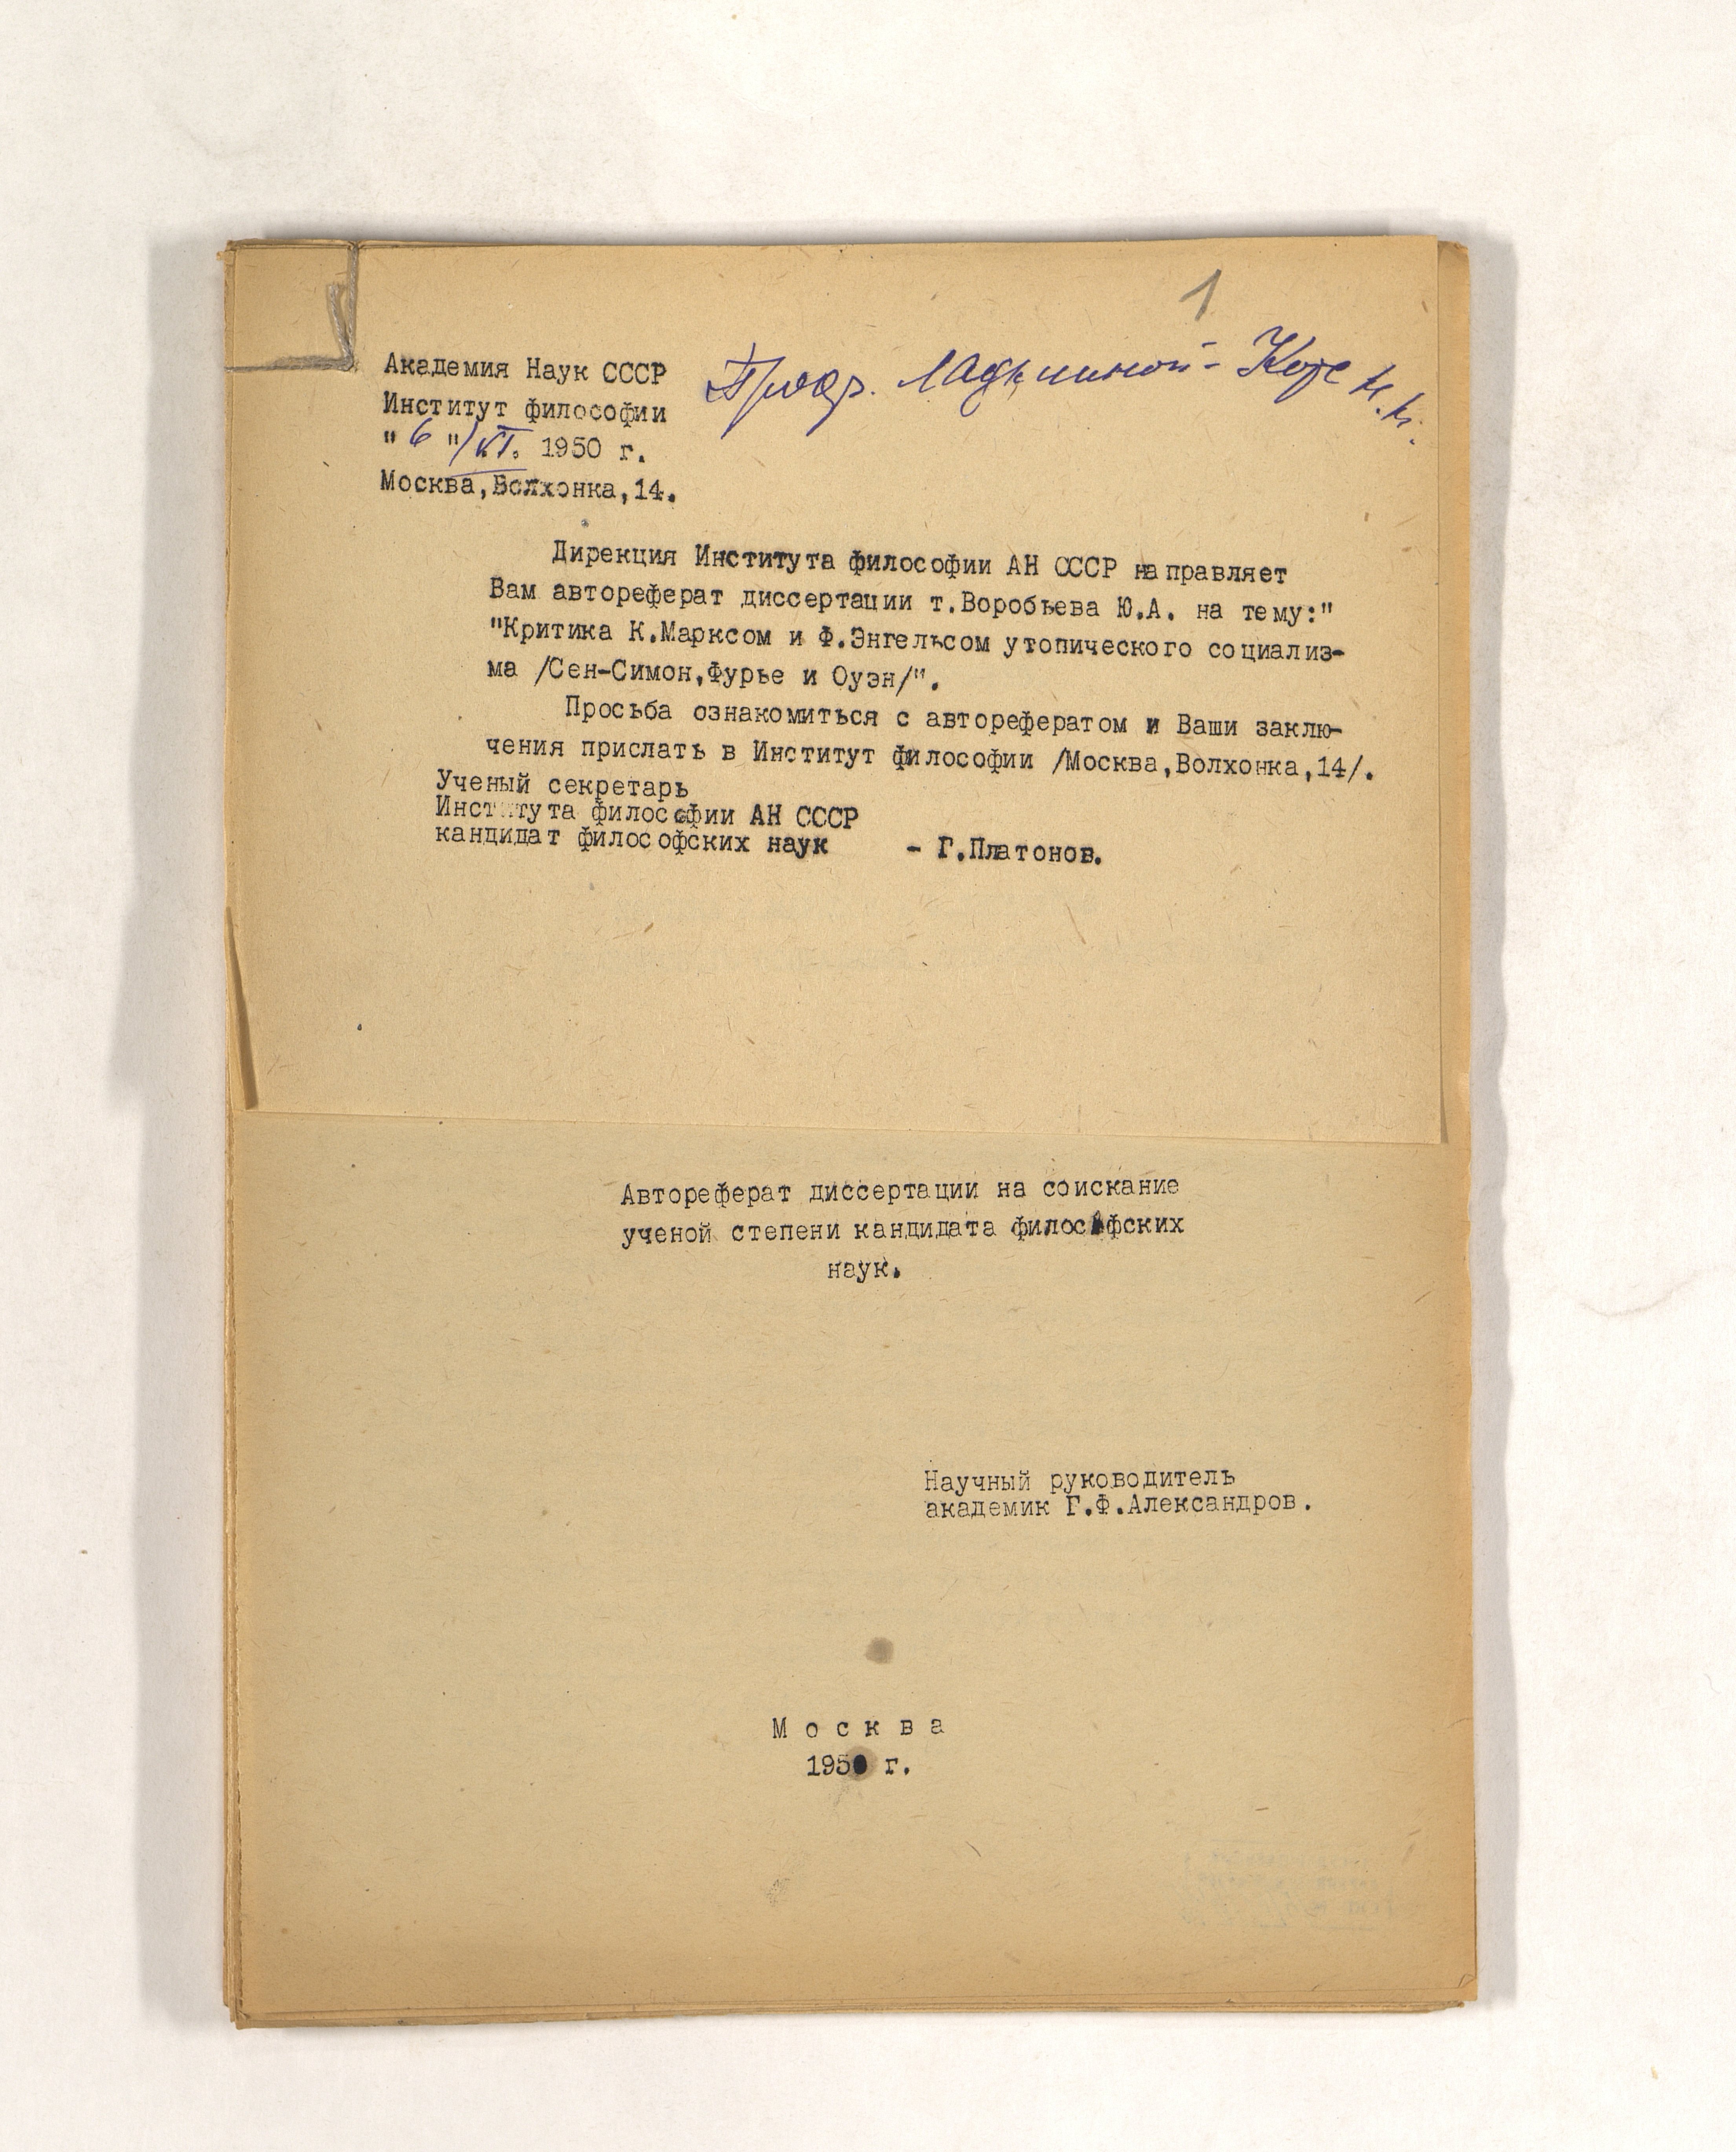 1
Проф.
Академия Наук СССР
Институт философии
" 6 "/VI. 1950 г.
Москва,Волхонка,14.
Дирекция Института философии АН СССР направляет
Вам автореферат диссертации т.Воробьева Ю.А. на тему:"
"Критика К.Марксом и Ф.Энгельсом утопического социализ-
ма /Сен-Симон,Фурье и Оуэн/".
Просьба ознакомиться с авторефератом и Ваши заклю-
чения прислать в Институт философии /Москва,Волхонка,14/.
Ученый секретарь
Института философии АН СССР
кандидат философских наук - Г.Платонов.
Автореферат диссертации на соискание
ученой степени кандидата философских
наук.
Научный руководитель
академик Г.Ф.Александров.
Москва
1950 г.